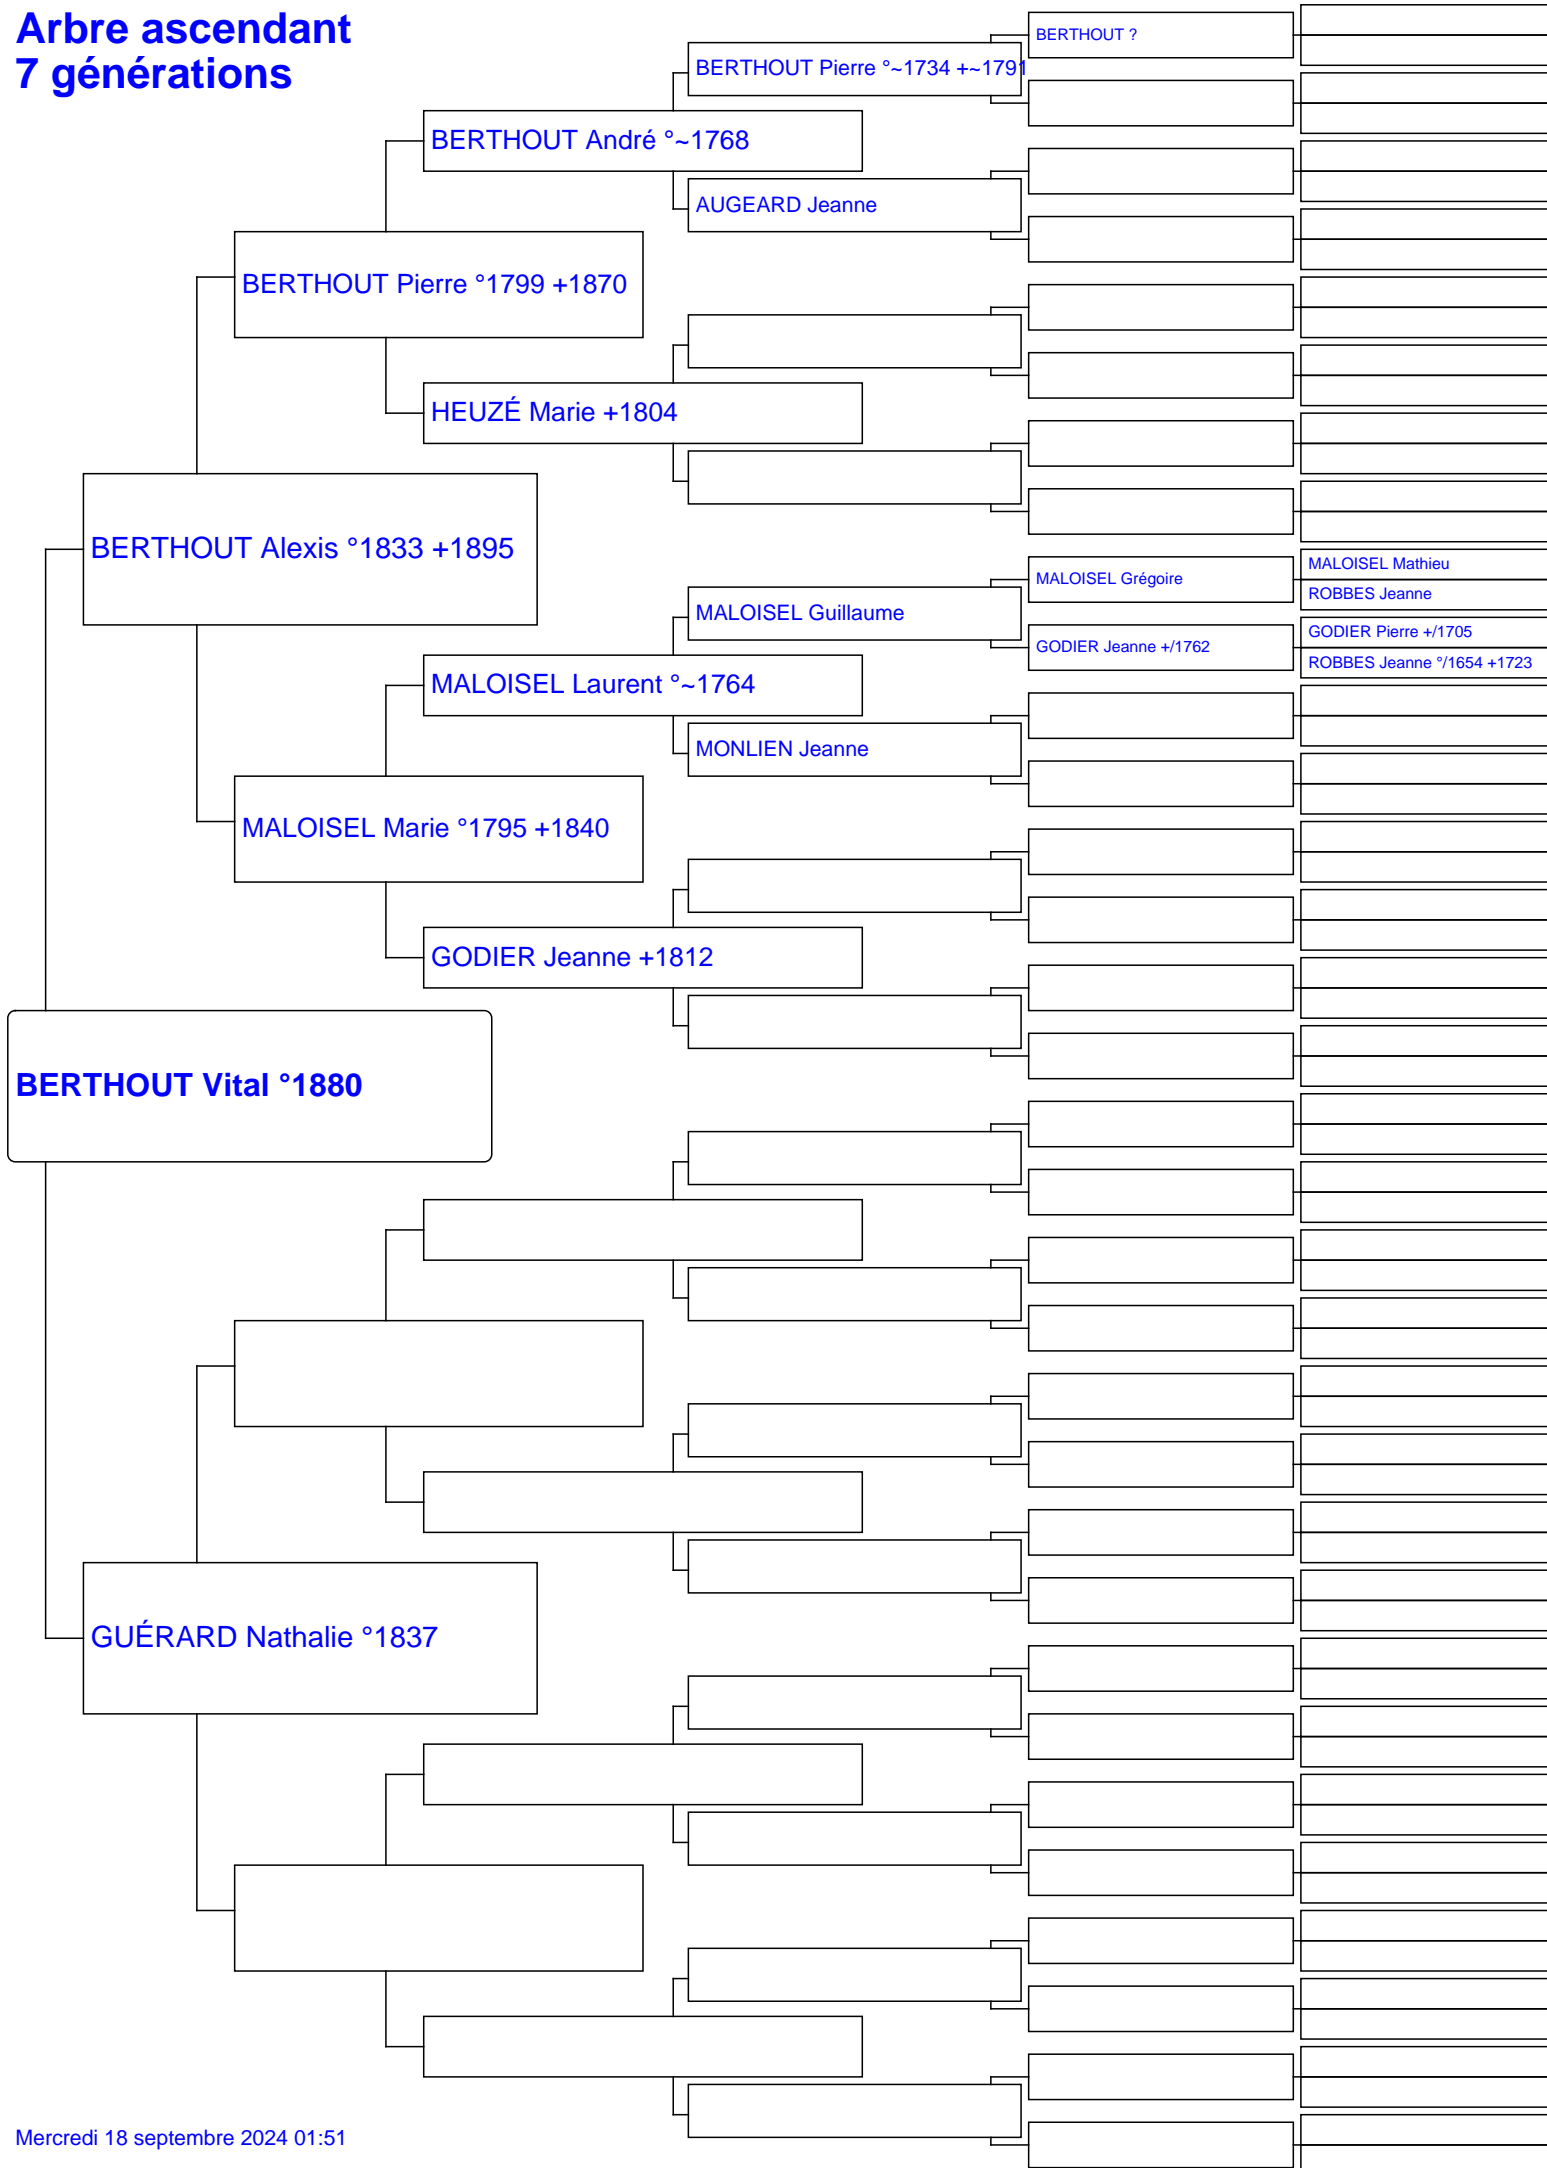 Arbre ascendant
7 générations
BERTHOUT ?
BERTHOUT Pierre °~1734 +~1791
BERTHOUT André °~1768
AUGEARD Jeanne
BERTHOUT Pierre °1799 +1870
HEUZÉ Marie +1804
BERTHOUT Alexis °1833 +1895
MALOISEL Mathieu
MALOISEL Grégoire
ROBBES Jeanne
MALOISEL Guillaume
GODIER Pierre +/1705
GODIER Jeanne +/1762
ROBBES Jeanne °/1654 +1723
MALOISEL Laurent °~1764
MONLIEN Jeanne
MALOISEL Marie °1795 +1840
GODIER Jeanne +1812
BERTHOUT Vital °1880
GUÉRARD Nathalie °1837
Mercredi 18 septembre 2024 01:51